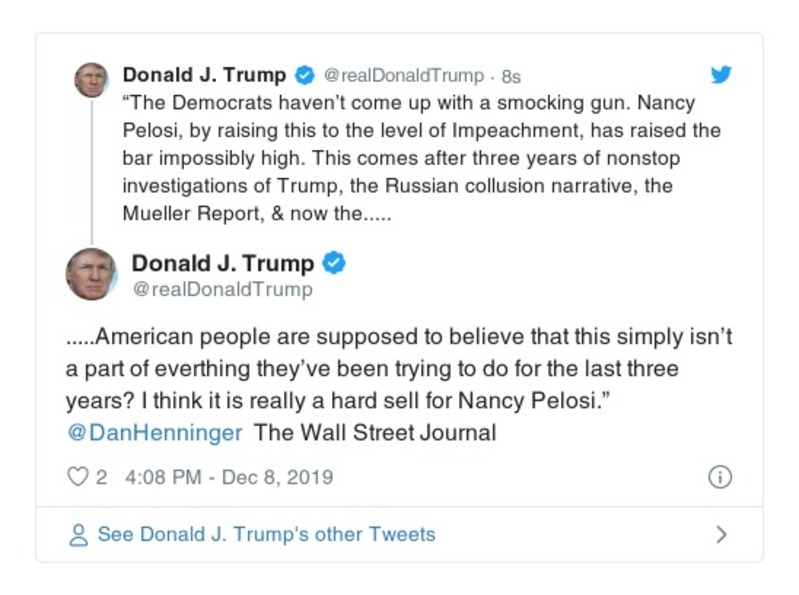 Donald J. Trump @realDonaldTrump · 8s
“The Democrats haven’t come up with a smocking gun. Nancy
Pelosi, by raising this to the level of Impeachment, has raised the
bar impossibly high. This comes after three years of nonstop
investigations of Trump, the Russian collusion narrative, the
Mueller Report, & now the.....
Donald J. Trump
@realDonaldTrump
.....American people are supposed to believe that this simply isn’t
a part of everthing they’ve been trying to do for the last three
years? I think it is really a hard sell for Nancy Pelosi.”
@DanHenninger The Wall Street Journal
2 4:08 PM - Dec 8, 2019
See Donald J. Trump's other Tweets